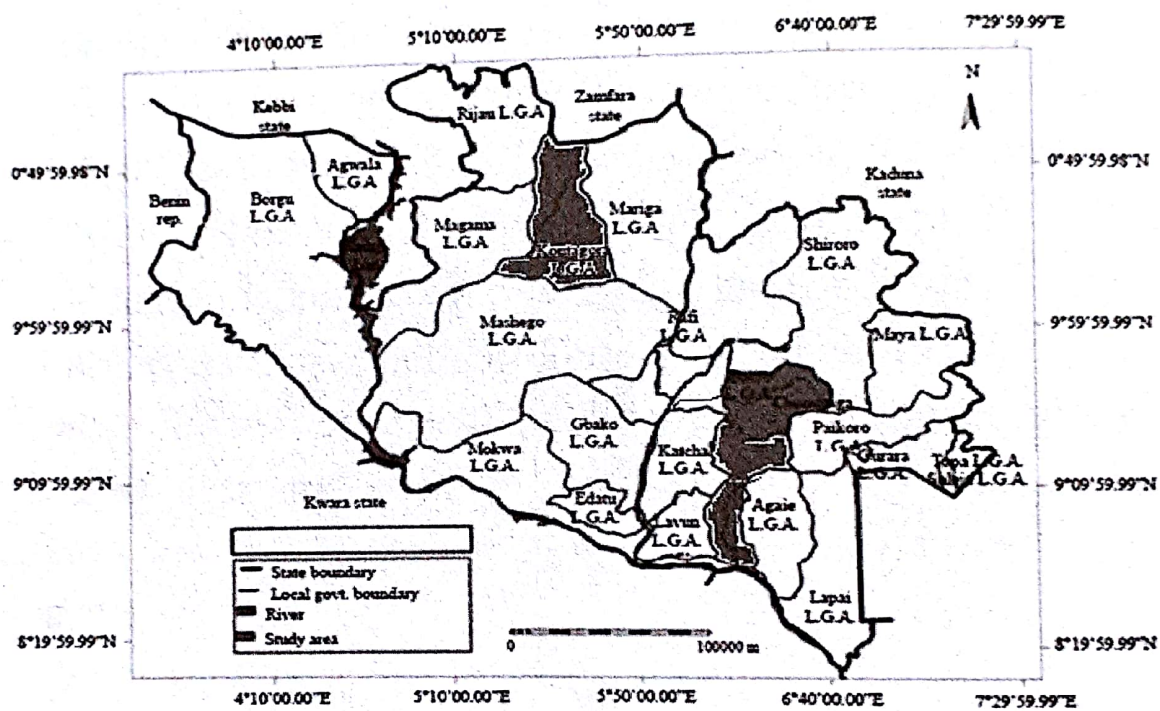 4°10'00.00"E
5°10'00.00"E
5°50'00.00"E
6°40'00.00"E
7°29'59.99"E
N
Kebbi
state
Rijau L.G.A
Zamfara
state
0°49'59.98"N
0°49'59.98"N
Agwala
L.G.A
Kaduna
state
Benin
rep.
Borgu
L.G.A
Magama
L.G.A
Manga
L.G.A
Shiroro
L.G.A
L.G.A
9°59'59.99"N
9°59'59.99"N
Mashego
L.G.A.
Rafi
L.G.A
Maya L.G.A
L.G.A.
Gbako
L.G.A.
Paikoro
L.G.A
Mokwa
L.G.A.
Katcha
L.G.A.
Gurara
L.G.A.
Topa L.G.A.
L.G.A.
9°09'59.99"N
9°09'59.99"N
Kwara state
Edatu
L.G.A.
Lavun
L.G.A.
Agaie
L.G.A.
State boundary
Local govt. boundary
River
Study area
Lapai
L.G.A.
0
100000 m
8°19'59.99"N
8°19'59.99"N
4°10'00.00"E
5°10'00.00"E
5°50'00.00"E
6°40'00.00"E
7°29'59.99"E